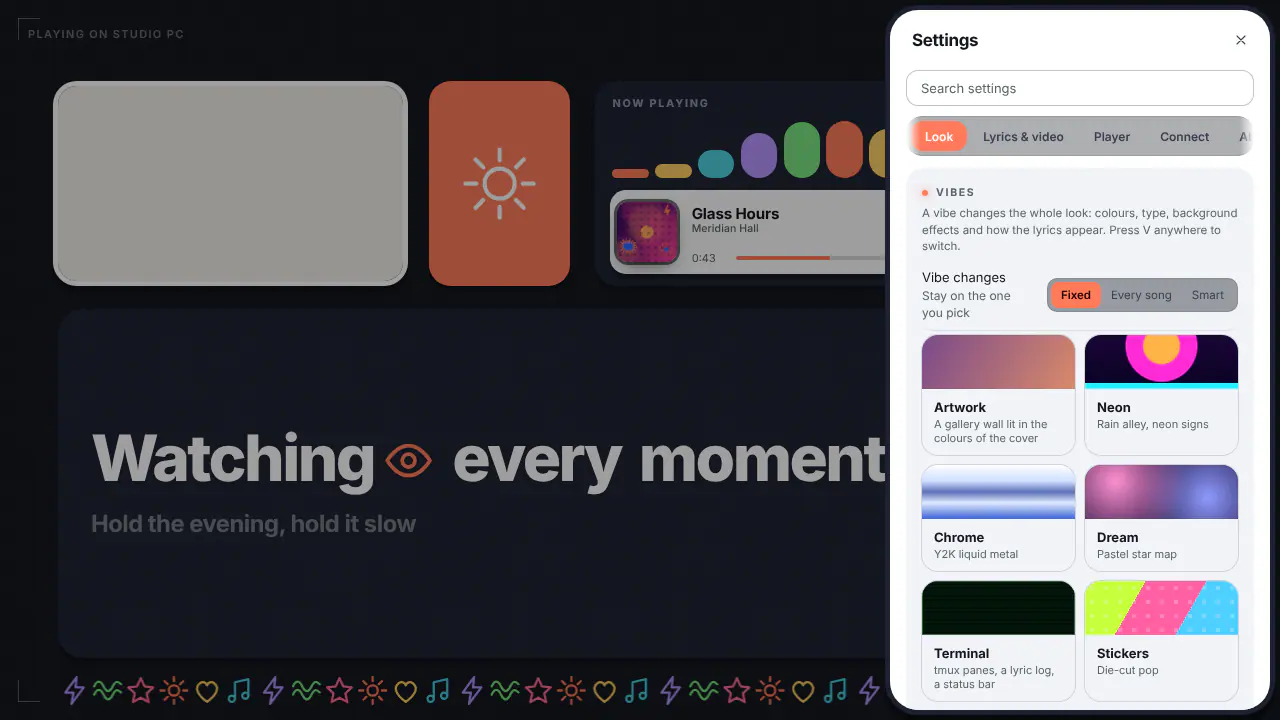 PLAYING ON STUDIO PC
NOW PLAYING
Glass Hours
Meridian Hall
0:43
Watching every moment
Hold the evening, hold it slow
Settings
Search settings
Look
Lyrics & video
Player
Connect
VIBES
A vibe changes the whole look: colours, type, background
effects and how the lyrics appear. Press V anywhere to
switch.
Vibe changes
Stay on the one
you pick
Fixed
Every song
Smart
Artwork
A gallery wall lit in the
colours of the cover
Neon
Rain alley, neon signs
Chrome
Y2K liquid metal
Dream
Pastel star map
Terminal
tmux panes, a lyric log,
a status bar
Stickers
Die-cut pop